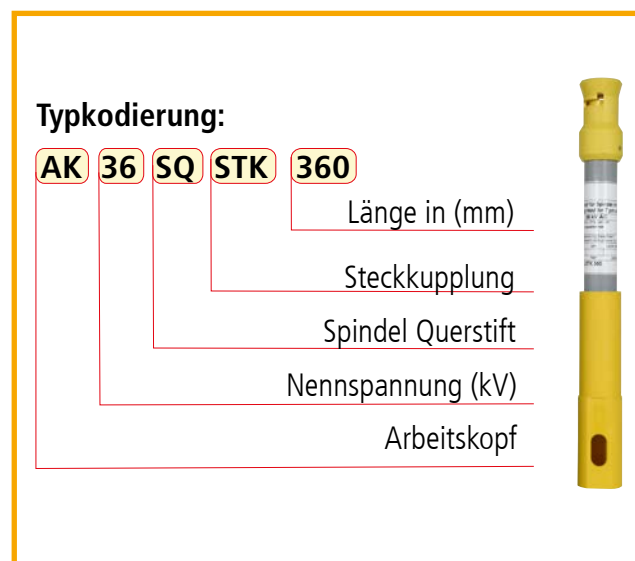 Typkodierung:
AK 36 SQ STK 360
Länge in (mm)
Steckkupplung
Spindel Querstift
Nennspannung (kV)
Arbeitskopf